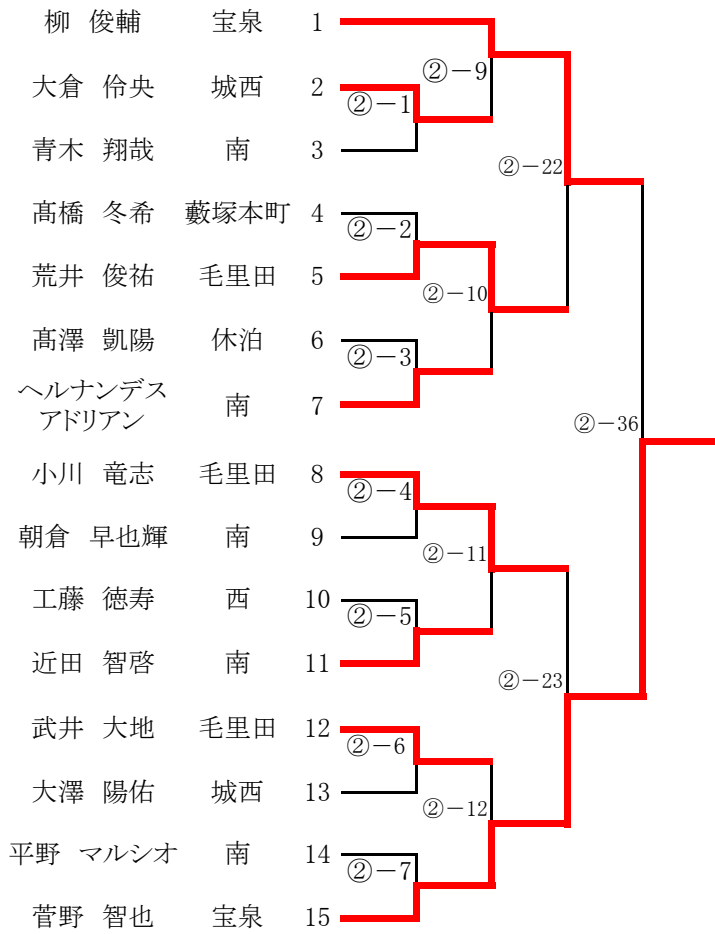 柳 俊輔 宝泉 1
②－9
大倉 伶央 城西 2
②－1
青木 翔哉 南 3
②－22
髙橋 冬希 藪塚本町 4
②－2
荒井 俊祐 毛里田 5
②－10
髙澤 凱陽 休泊 6
②－3
ヘルナンデス
アドリアン 南 7
②－36
小川 竜志 毛里田 8
②－4
朝倉 早也輝 南 9
②－11
工藤 徳寿 西 10
②－5
近田 智啓 南 11
②－23
武井 大地 毛里田 12
②－6
大澤 陽佑 城西 13
②－12
平野 マルシオ 南 14
②－7
菅野 智也 宝泉 15